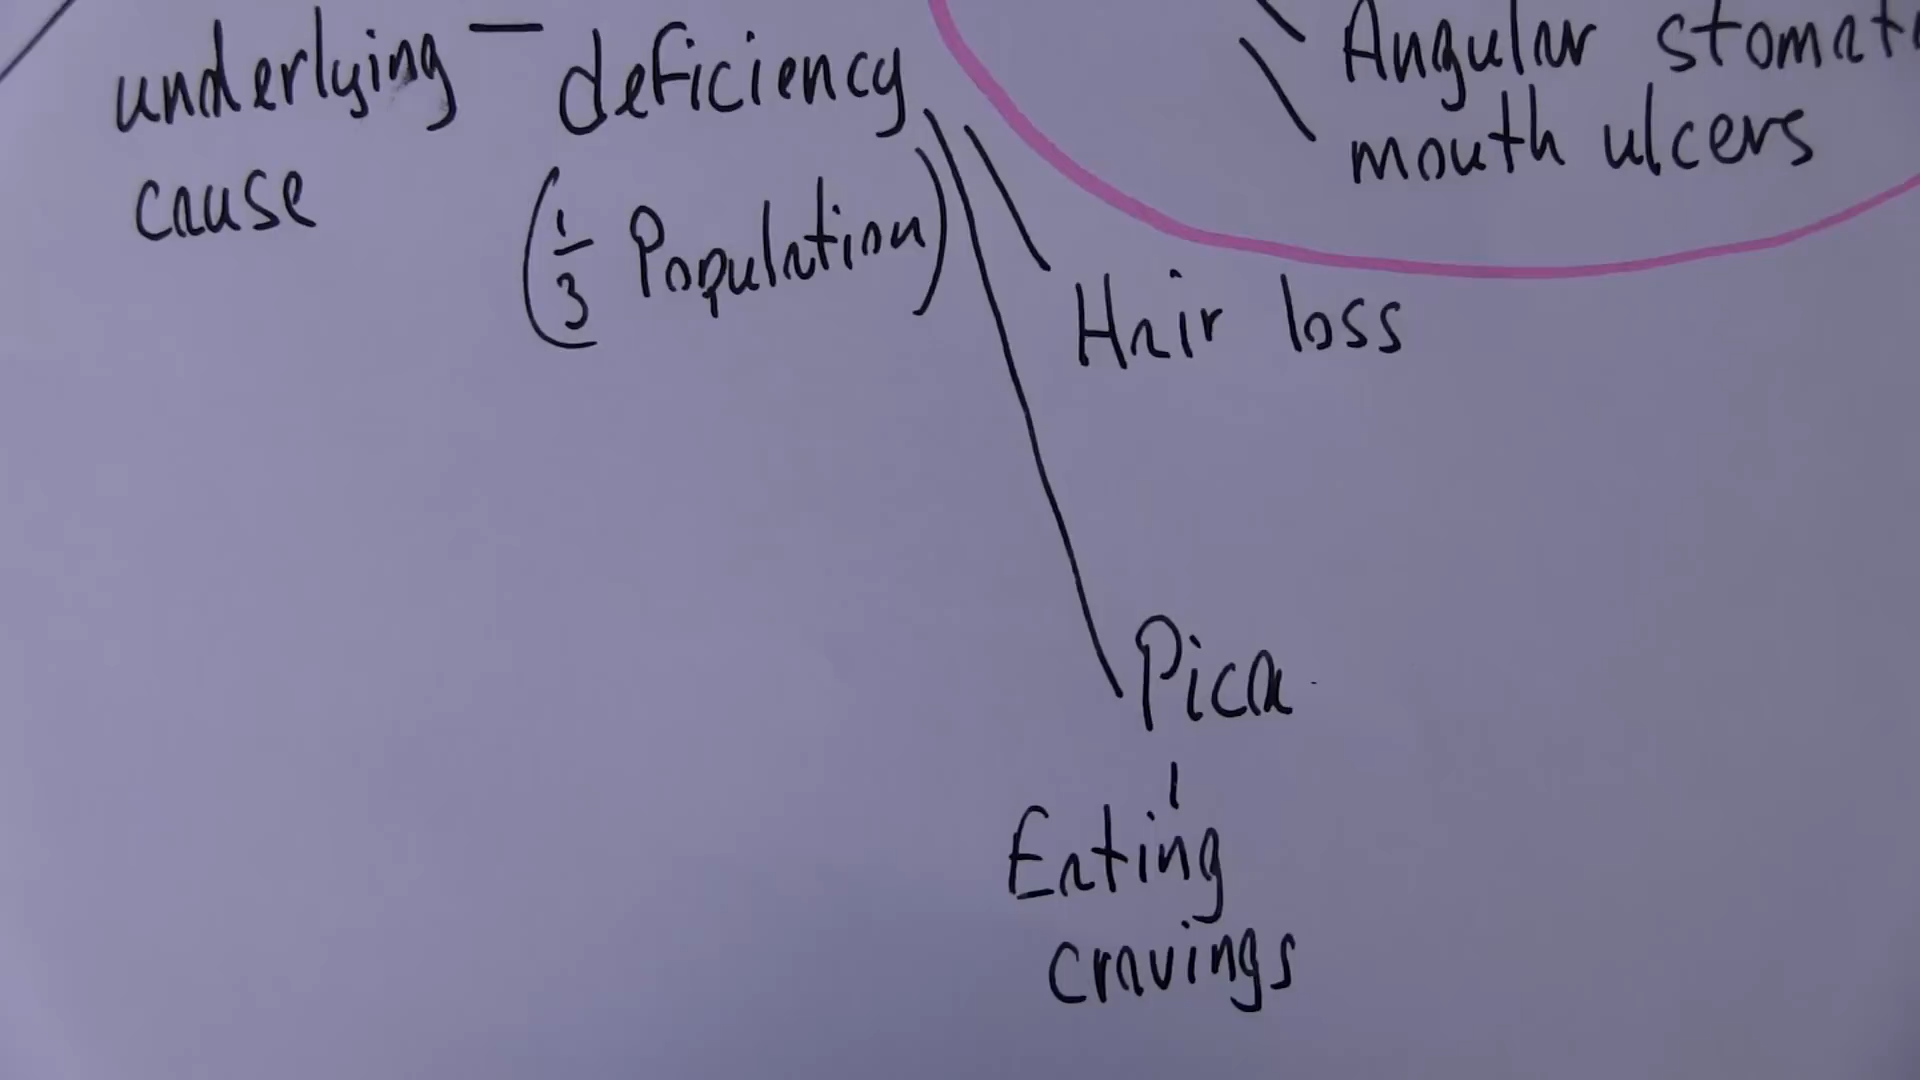 underlying — deficiency
cause
(1/3 Population)
Angular
mouth ulcers
Hair loss
Pica
Eating
cravings